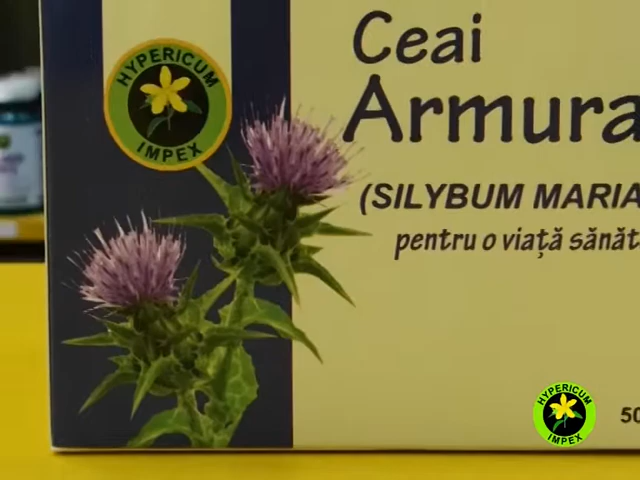 HYPERICUM
IMPEX
Ceai
Armura
(SILYBUM MARIA
pentru o viață sănăt
HYPERICUM
IMPEX
50